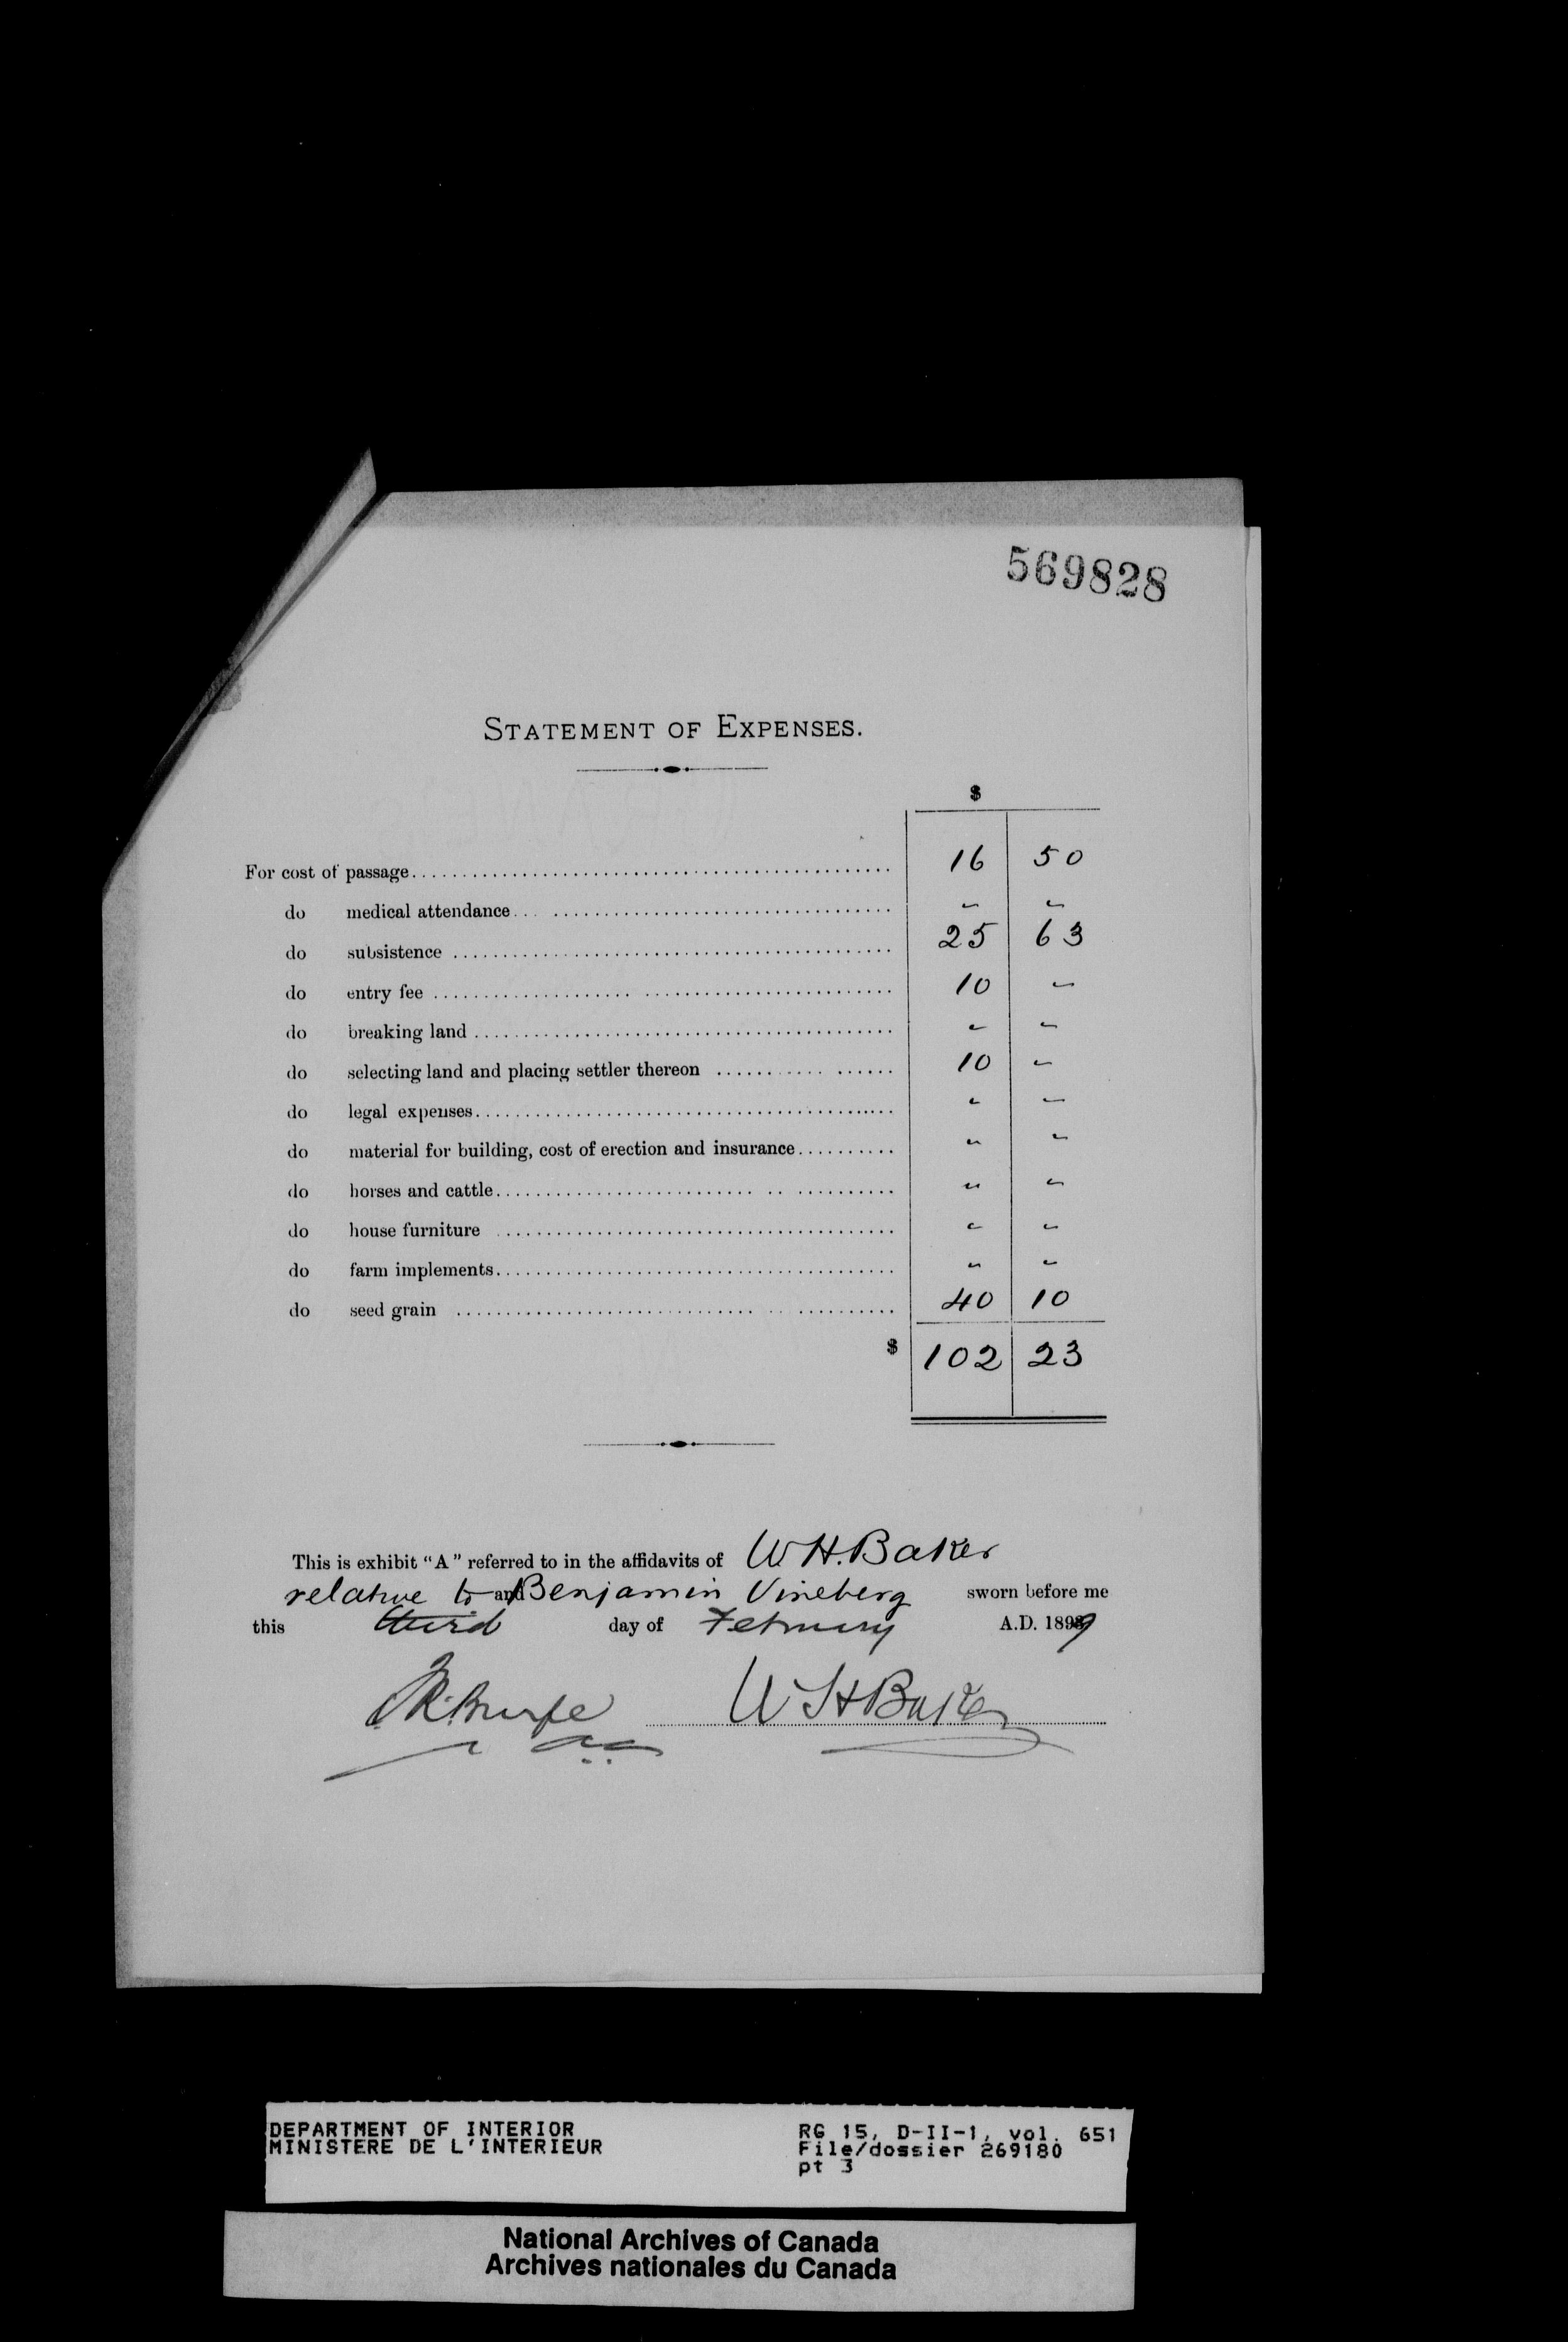 569828
STATEMENT OF EXPENSES.
$
For cost of passage 16 50
do medical attendance - -
do subsistence 25 63
do entry fee 10 -
do breaking land - -
do selecting land and placing settler thereon 10 -
do legal expenses - -
do material for building, cost of erection and insurance - -
do horses and cattle - -
do house furniture - -
do farm implements - -
do seed grain 40 10
$ 102 23
This is exhibit "A" referred to in the affidavits of W H. Baker
relative to and Benjamin Vineberg sworn before me
this third day of February A.D. 1899
W H Baker
DEPARTMENT OF INTERIOR
MINISTERE DE L'INTERIEUR
RG 15, D-II-1, vol. 651
File/dossier 269180
pt 3
National Archives of Canada
Archives nationales du Canada